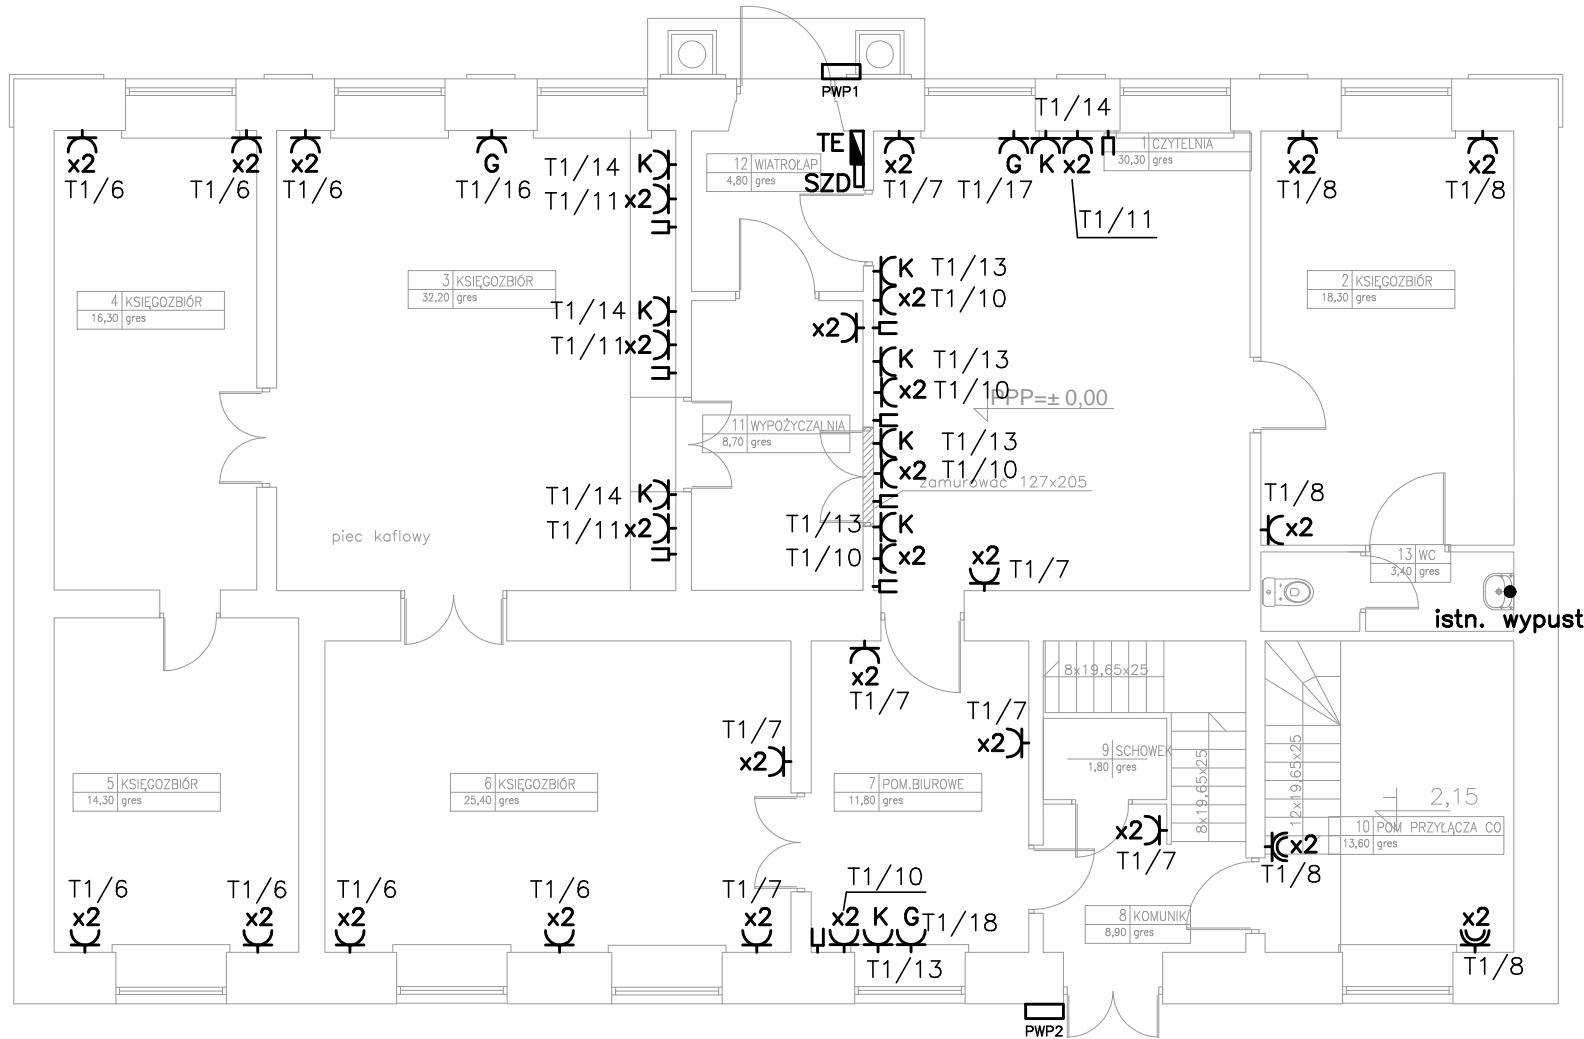 PWP1
T1/14
TE
SZD
x2
x2
x2
G
K
x2
x2
G
K
x2
x2
x2
T1/6
T1/6
T1/6
T1/16
T1/14
T1/11
12 WIATROŁAP
4,80 gres
T1/7
T1/17
1 CZYTELNIA
30,30 gres
T1/8
T1/8
T1/11
4 KSIĘGOZBIÓR
16,30 gres
3 KSIĘGOZBIÓR
32,20 gres
K T1/13
x2 T1/10
2 KSIĘGOZBIÓR
18,30 gres
T1/14 K
T1/11 x2
x2
K T1/13
x2 T1/10
PPP=± 0,00
11 WYPOŻYCZALNIA
8,70 gres
K T1/13
x2 T1/10
zamurować 127x205
T1/14 K
T1/11 x2
piec kaflowy
T1/13 K
T1/10 x2
x2
T1/7
T1/8
x2
13 WC
3,40 gres
istn. wypust
x2
T1/7
8x19,65x25
T1/7
x2
T1/7
x2
9 SCHOWEK
1,80 gres
8x19,65x25
12x19,65x25
2,15
5 KSIĘGOZBIÓR
14,30 gres
6 KSIĘGOZBIÓR
25,40 gres
7 POM.BIUROWE
11,80 gres
10 POM PRZYŁĄCZA CO
13,60 gres
x2
T1/7
x2
T1/8
T1/6
x2
T1/6
x2
T1/6
x2
T1/6
x2
T1/7
x2
T1/10
x2
K
G
T1/18
T1/13
8 KOMUNIK
8,90 gres
x2
T1/8
PWP2